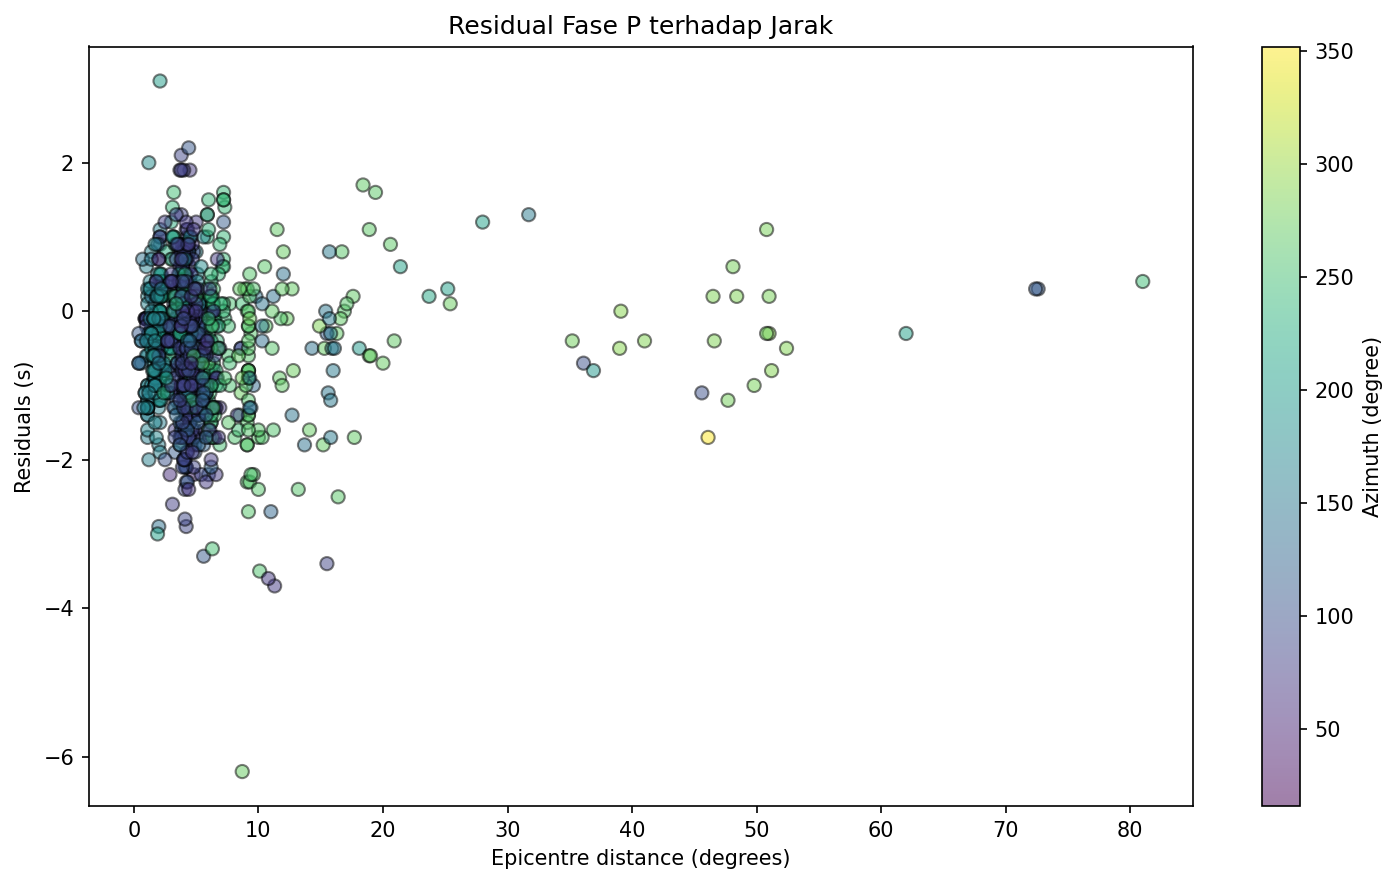 Residual Fase P terhadap Jarak
Residuals (s)
2
0
−2
−4
−6
0 10 20 30 40 50 60 70 80
Epicentre distance (degrees)
350
300
250
200
150
100
50
Azimuth (degree)